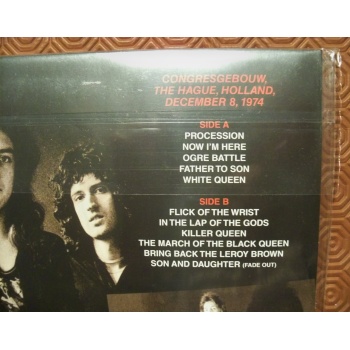 CONGRESGEBOUW,
THE HAGUE, HOLLAND,
DECEMBER 8, 1974
SIDE A
PROCESSION
NOW I'M HERE
OGRE BATTLE
FATHER TO SON
WHITE QUEEN
SIDE B
FLICK OF THE WRIST
IN THE LAP OF THE GODS
KILLER QUEEN
THE MARCH OF THE BLACK QUEEN
BRING BACK THE LEROY BROWN
SON AND DAUGHTER (FADE OUT)